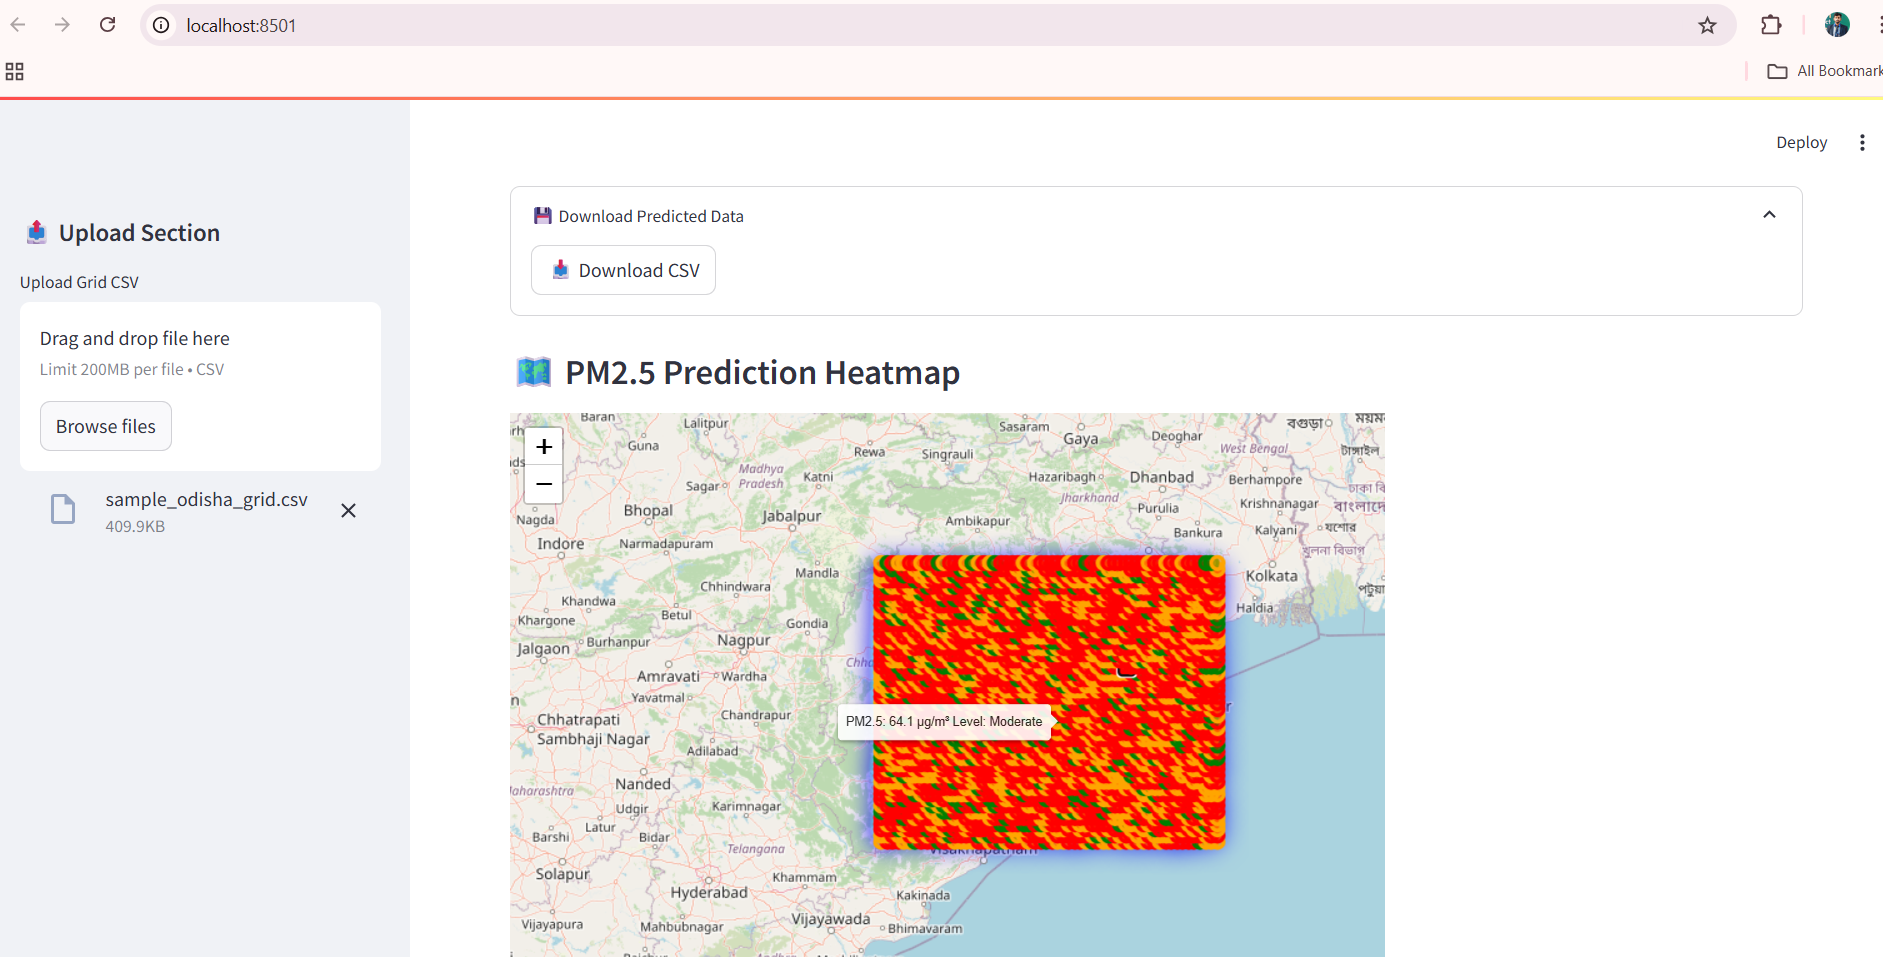 localhost:8501
All Bookmark
Deploy
Upload Section
Upload Grid CSV
Drag and drop file here
Limit 200MB per file • CSV
Browse files
sample_odisha_grid.csv
409.9KB
Download Predicted Data
Download CSV
PM2.5 Prediction Heatmap
+
−
Baran
Lalitpur
Guna
Sasaram
Gaya
Deoghar
বগুড়া
Rewa
Singrauli
West Bengal
টাঙ্গাইল
Madhya
Pradesh
Sagar
Katni
Hazaribagh
Dhanbad
Berhampore
Jharkhand
Bhopal
Jabalpur
Purulia
Krishnanagar
Nagda
Ambikapur
Bankura
Kalyani
যশোর
Indore
Narmadapuram
খুলনা বিভাগ
Mandla
Kolkata
Chhindwara
Khandwa
Betul
Gondia
Haldia
Khargone
Burhanpur
Nagpur
Jalgaon
Chha
Amravati
Wardha
Yavatmal
Chhatrapati
Sambhaji Nagar
Chandrapur
PM2.5: 64.1 µg/m³ Level: Moderate
Adilabad
Nanded
aharashtra
Udgir
Karimnagar
Latur
Barshi
Bidar
Telangana
Visakhapatnam
Solapur
Hyderabad
Khammam
Kakinada
Vijayapura
Mahbubnagar
Vijayawada
Bhimavaram